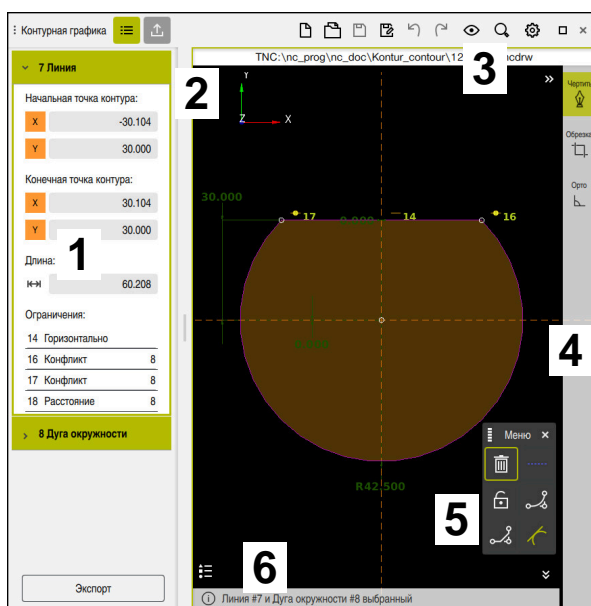 Контурная графика
TNC:\nc_prog\nc_doc\Kontur_contour\12
cdrw
7 Линия
Начальная точка контура:
X -30.104
Y 30.000
Конечная точка контура:
X 30.104
Y 30.000
Длина:
60.208
Ограничения:
14 Горизонтально
16 Конфликт 8
17 Конфликт 8
18 Расстояние 8
8 Дуга окружности
Экспорт
1
2
3
4
5
6
Y
Z X
30.000
17
0.000
14
16
0.000
R42.500
Чертить
Обрезка
Орто
Меню
Линия #7 и Дуга окружности #8 выбранный